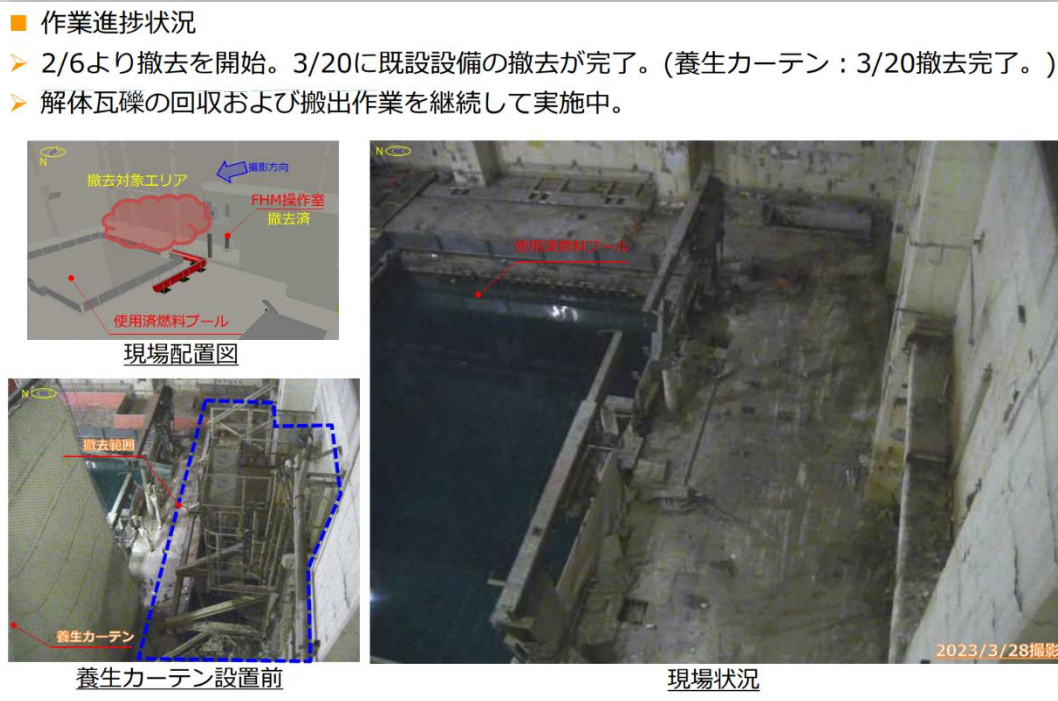 ■ 作業進捗状況
➢ 2/6より撤去を開始。3/20に既設設備の撤去が完了。(養生カーテン：3/20撤去完了。)
➢ 解体瓦礫の回収および搬出作業を継続して実施中。
N
撮影方向
撤去対象エリア
FHM操作室
撤去済
使用済燃料プール
現場配置図
N
撤去範囲
養生カーテン
養生カーテン設置前
N
使用済燃料プール
2023/3/28撮影
現場状況